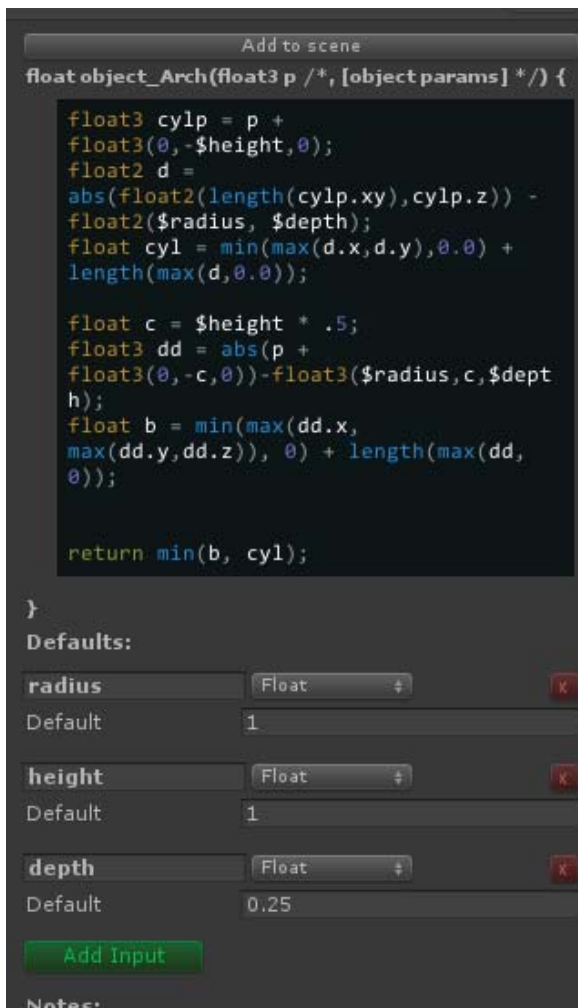 Add to scene
float object_Arch(float3 p /*, [object params] */) {
float3 cylp = p +
float3(0,-$height,0);
float2 d =
abs(float2(length(cylp.xy),cylp.z)) -
float2($radius, $depth);
float cyl = min(max(d.x,d.y),0.0) +
length(max(d,0.0));
float c = $height * .5;
float3 dd = abs(p +
float3(0,-c,0))-float3($radius,c,$dept
h);
float b = min(max(dd.x,
max(dd.y,dd.z)), 0) + length(max(dd,
0));
return min(b, cyl);
}
Defaults:
radius Float x
Default 1
height Float x
Default 1
depth Float x
Default 0.25
Add Input
Notes: